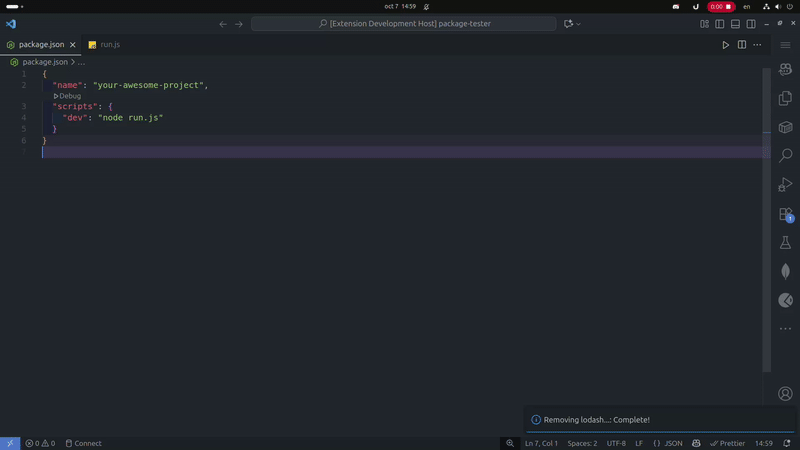 oct 7 14:59
0:00
en
[Extension Development Host] package-tester
package.json
run.js
package.json > ...
1 {
2 "name": "your-awesome-project",
Debug
3 "scripts": {
4 "dev": "node run.js"
5 }
6 }
7
1
Removing lodash...: Complete!
0 0 Connect
Ln 7, Col 1 Spaces: 2 UTF-8 LF {} JSON Prettier 14:59